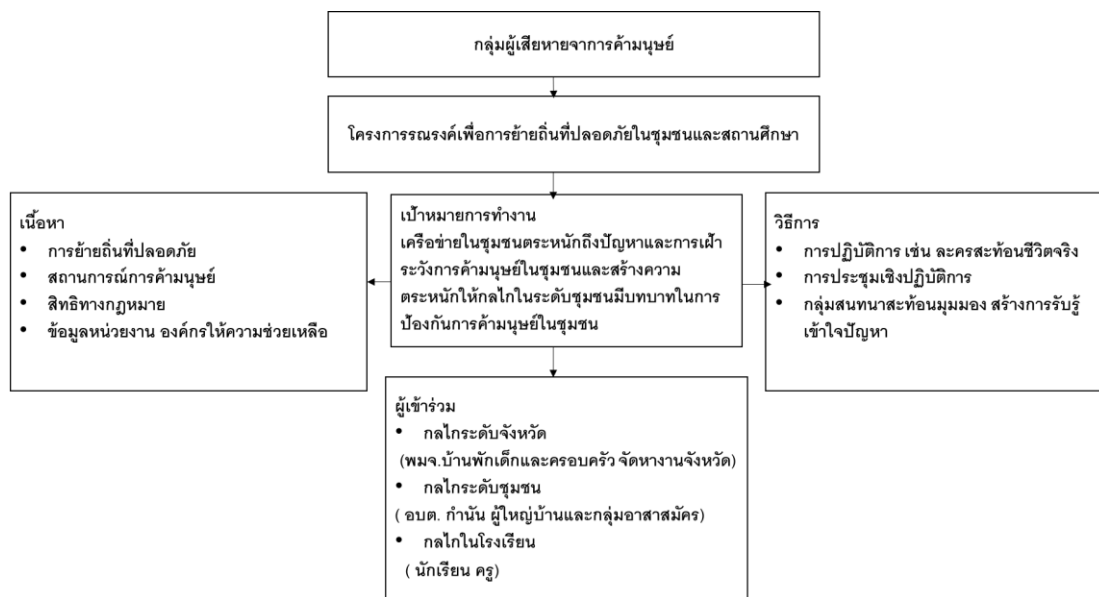 กลุ่มผู้เสียหายจาการค้ามนุษย์
โครงการรณรงค์เพื่อการย้ายถิ่นที่ปลอดภัยในชุมชนและสถานศึกษา
เนื้อหา
• การย้ายถิ่นที่ปลอดภัย
• สถานการณ์การค้ามนุษย์
• สิทธิทางกฎหมาย
• ข้อมูลหน่วยงาน องค์กรให้ความช่วยเหลือ
เป้าหมายการทำงาน
เครือข่ายในชุมชนตระหนักถึงปัญหาและการเฝ้า
ระวังการค้ามนุษย์ในชุมชนและสร้างความ
ตระหนักให้กลไกในระดับชุมชนมีบทบาทในการ
ป้องกันการค้ามนุษย์ในชุมชน
วิธีการ
• การปฏิบัติการ เช่น ละครสะท้อนชีวิตจริง
• การประชุมเชิงปฏิบัติการ
• กลุ่มสนทนาสะท้อนมุมมอง สร้างการรับรู้
เข้าใจปัญหา
ผู้เข้าร่วม
• กลไกระดับจังหวัด
(พมจ.บ้านพักเด็กและครอบครัว จัดหางานจังหวัด)
• กลไกระดับชุมชน
( อบต. กำนัน ผู้ใหญ่บ้านและกลุ่มอาสาสมัคร)
• กลไกในโรงเรียน
( นักเรียน ครู)